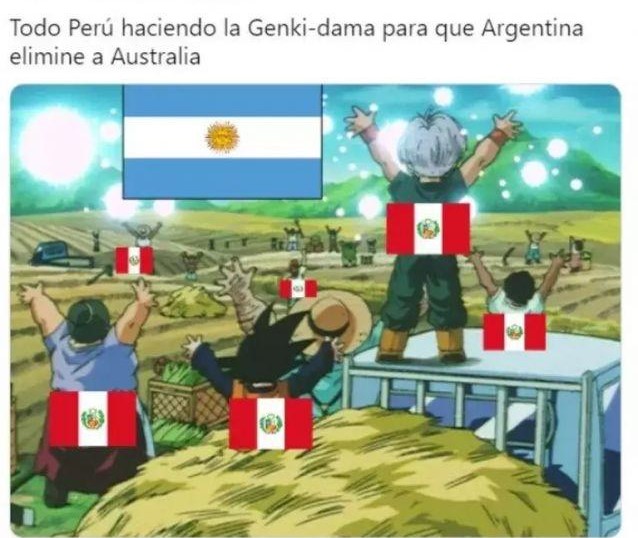 Todo Perú haciendo la Genki-dama para que Argentina
elimine a Australia